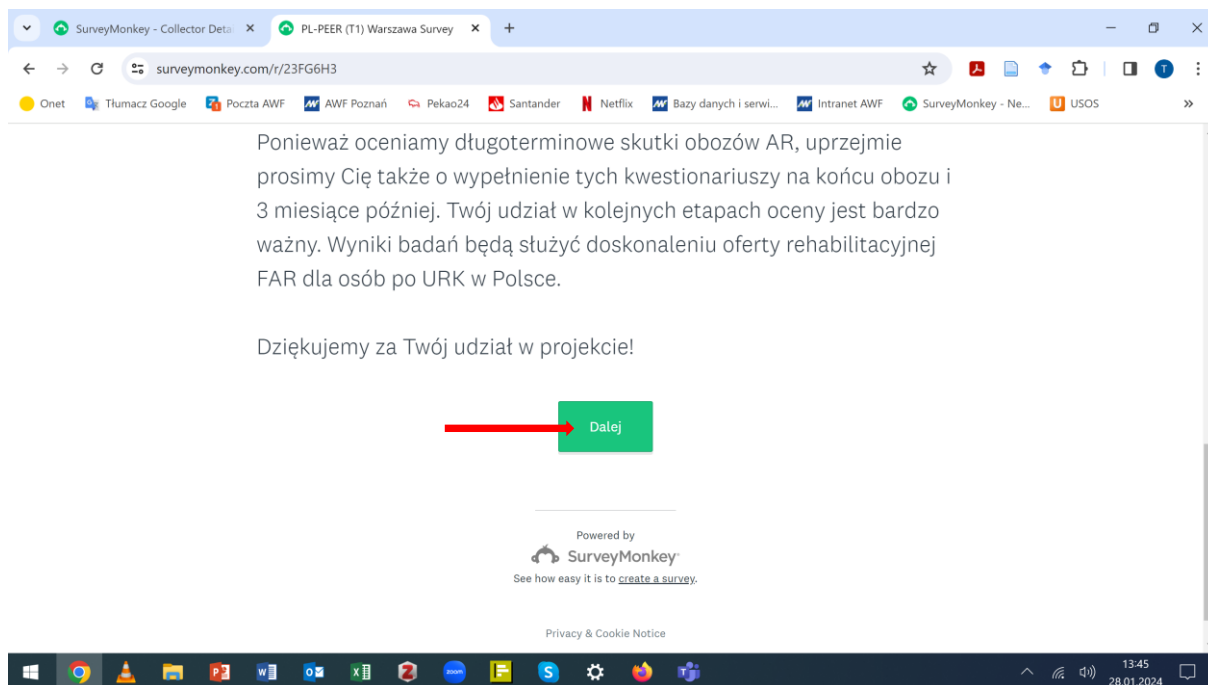 SurveyMonkey - Collector Deta
PL-PEER (T1) Warszawa Survey
surveymonkey.com/r/23FG6H3
T
Onet Tłumacz Google Poczta AWF AWF Poznań Pekao24 Santander Netflix Bazy danych i serwi... Intranet AWF SurveyMonkey - Ne... USOS
Ponieważ oceniamy długoterminowe skutki obozów AR, uprzejmie
prosimy Cię także o wypełnienie tych kwestionariuszy na końcu obozu i
3 miesiące później. Twój udział w kolejnych etapach oceny jest bardzo
ważny. Wyniki badań będą służyć doskonaleniu oferty rehabilitacyjnej
FAR dla osób po URK w Polsce.
Dziękujemy za Twój udział w projekcie!
Dalej
Powered by
SurveyMonkey
See how easy it is to create a survey.
Privacy & Cookie Notice
zoom
13:45
28.01.2024